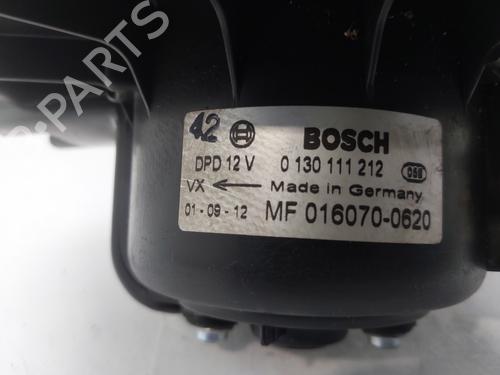 42 BOSCH
DPD 12 V 0 130 111 212
VX Made in Germany
01-09-12 MF 016070-0620
B-PARTS